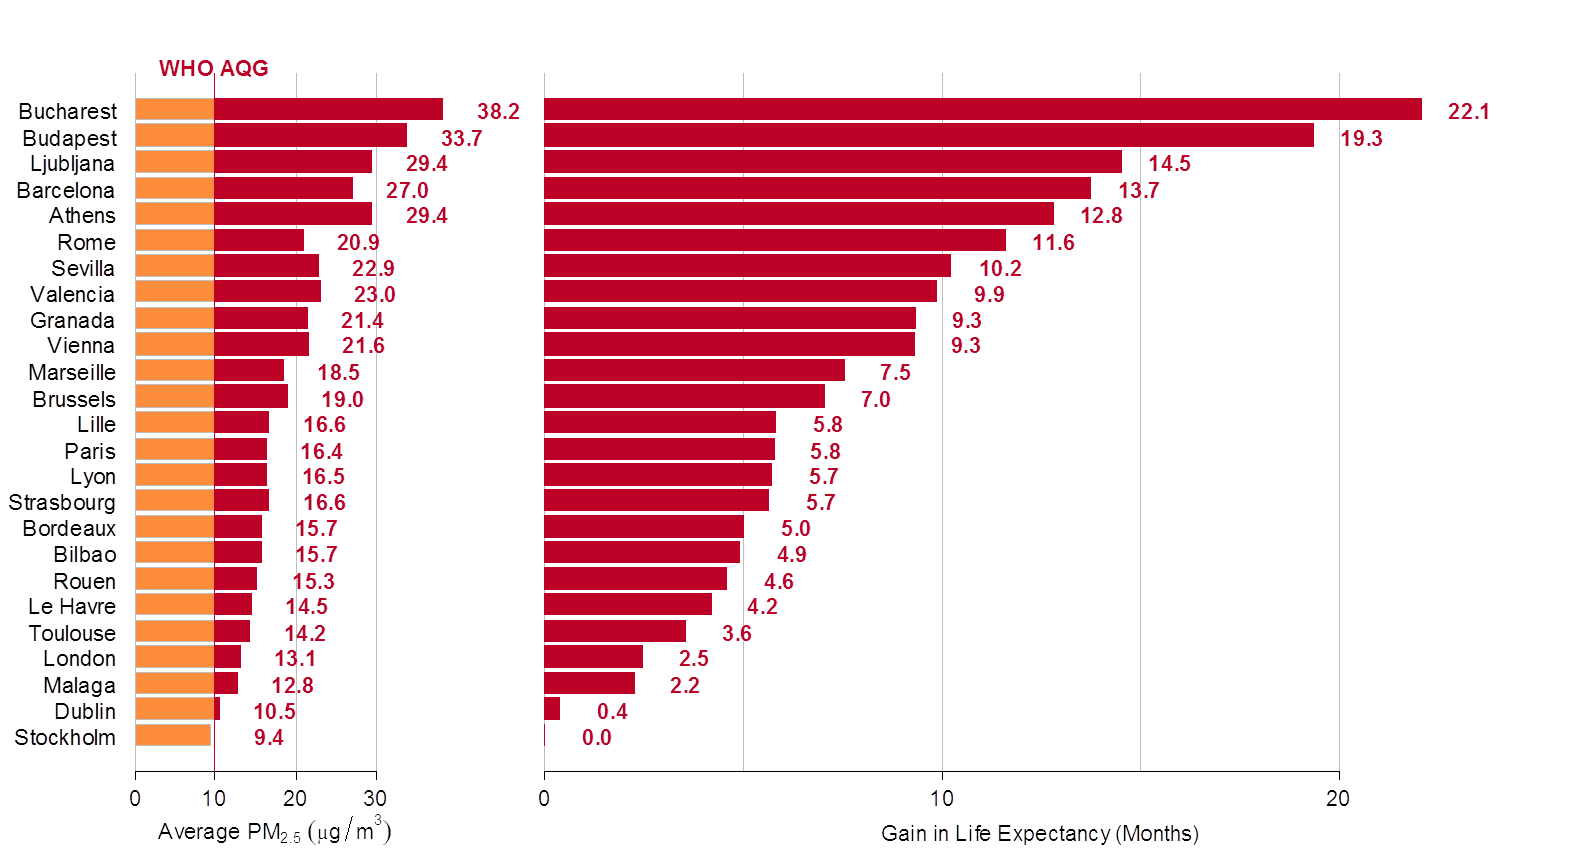 WHO AQG
Bucharest 38.2 22.1
Budapest 33.7 19.3
Ljubljana 29.4 14.5
Barcelona 27.0 13.7
Athens 29.4 12.8
Rome 20.9 11.6
Sevilla 22.9 10.2
Valencia 23.0 9.9
Granada 21.4 9.3
Vienna 21.6 9.3
Marseille 18.5 7.5
Brussels 19.0 7.0
Lille 16.6 5.8
Paris 16.4 5.8
Lyon 16.5 5.7
Strasbourg 16.6 5.7
Bordeaux 15.7 5.0
Bilbao 15.7 4.9
Rouen 15.3 4.6
Le Havre 14.5 4.2
Toulouse 14.2 3.6
London 13.1 2.5
Malaga 12.8 2.2
Dublin 10.5 0.4
Stockholm 9.4 0.0
0 10 20 30 0 10 20
Average PM2.5 (μg/m³) Gain in Life Expectancy (Months)